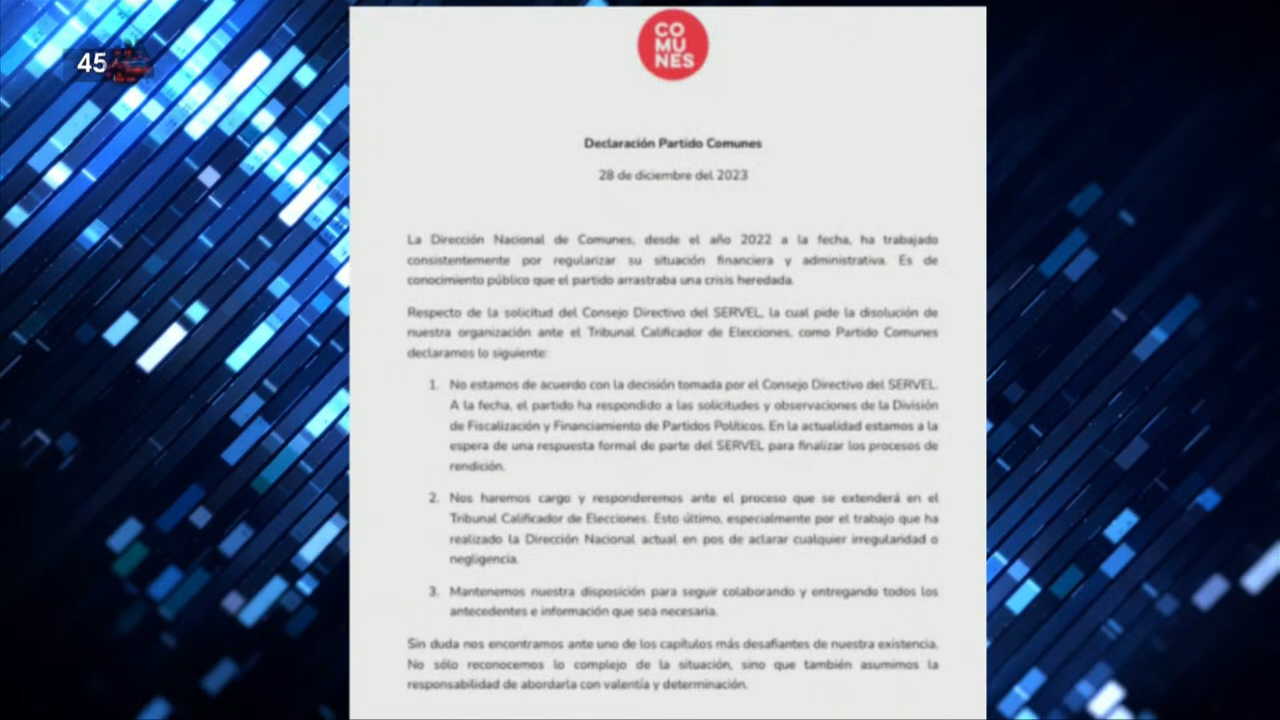 45
CO
MU
NES
Declaración Partido Comunes
28 de diciembre del 2023
La Dirección Nacional de Comunes, desde el año 2022 a la fecha, ha trabajado
consistentemente por regularizar su situación financiera y administrativa. Es de
conocimiento público que el partido arrastraba una crisis heredada.
Respecto de la solicitud del Consejo Directivo del SERVEL, la cual pide la disolución de
nuestra organización ante el Tribunal Calificador de Elecciones, como Partido Comunes
declaramos lo siguiente:
1. No estamos de acuerdo con la decisión tomada por el Consejo Directivo del SERVEL.
A la fecha, el partido ha respondido a las solicitudes y observaciones de la División
de Fiscalización y Financiamiento de Partidos Políticos. En la actualidad estamos a la
espera de una respuesta formal de parte del SERVEL para finalizar los procesos de
rendición.
2. Nos haremos cargo y responderemos ante el proceso que se extenderá en el
Tribunal Calificador de Elecciones. Esto último, especialmente por el trabajo que ha
realizado la Dirección Nacional actual en pos de aclarar cualquier irregularidad o
negligencia.
3. Mantenemos nuestra disposición para seguir colaborando y entregando todos los
antecedentes e información que sea necesaria.
Sin duda nos encontramos ante uno de los capítulos más desafiantes de nuestra existencia.
No sólo reconocemos lo complejo de la situación, sino que también asumimos la
responsabilidad de abordarla con valentía y determinación.